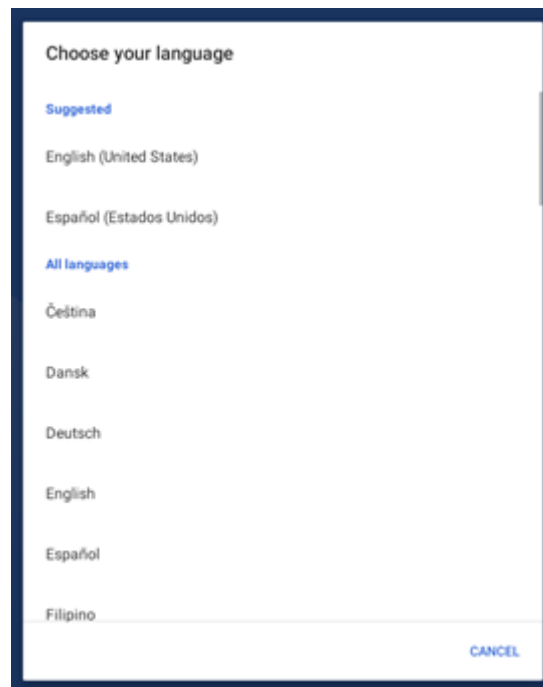 Choose your language
Suggested
English (United States)
Español (Estados Unidos)
All languages
Čeština
Dansk
Deutsch
English
Español
Filipino
CANCEL